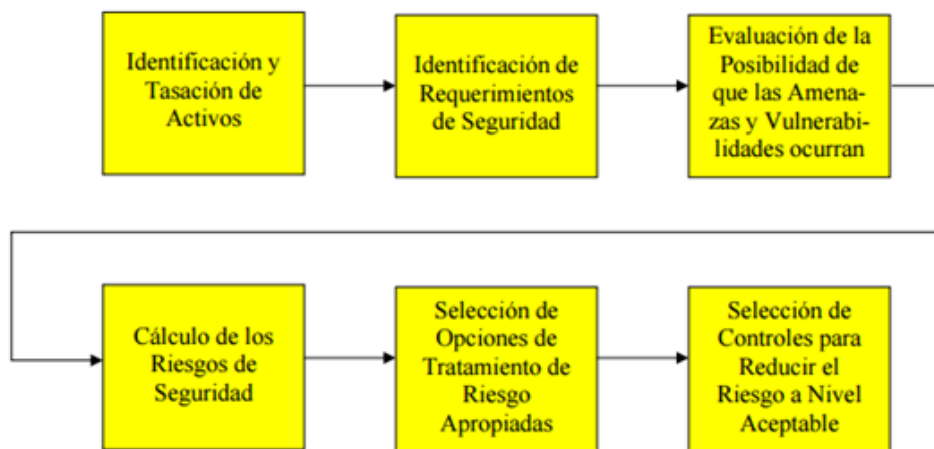 Identificación y
Tasación de
Activos
Identificación de
Requerimientos
de Seguridad
Evaluación de la
Posibilidad de
que las Amena-
zas y Vulnerabi-
lidades ocurran
Cálculo de los
Riesgos de
Seguridad
Selección de
Opciones de
Tratamiento de
Riesgo
Apropiadas
Selección de
Controles para
Reducir el
Riesgo a Nivel
Aceptable